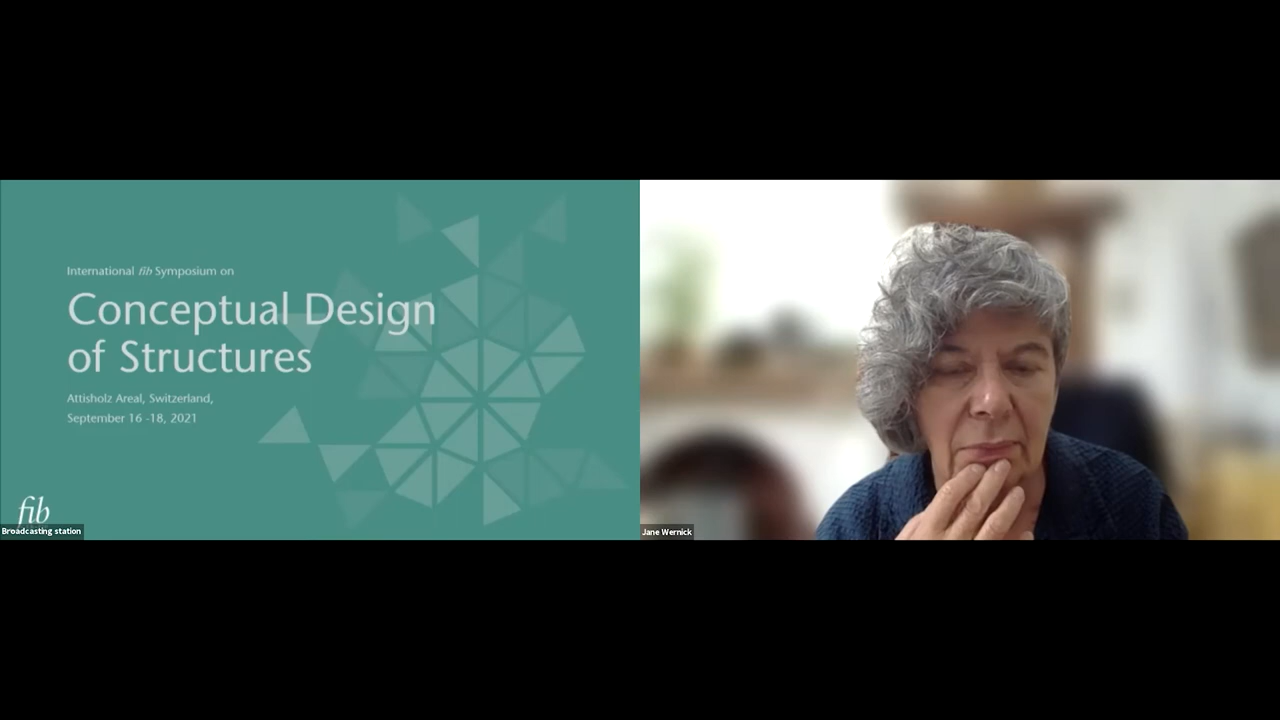 International fib Symposium on
Conceptual Design
of Structures
Attisholz Areal, Switzerland,
September 16 -18, 2021
fib
Broadcasting station
Jane Wernick